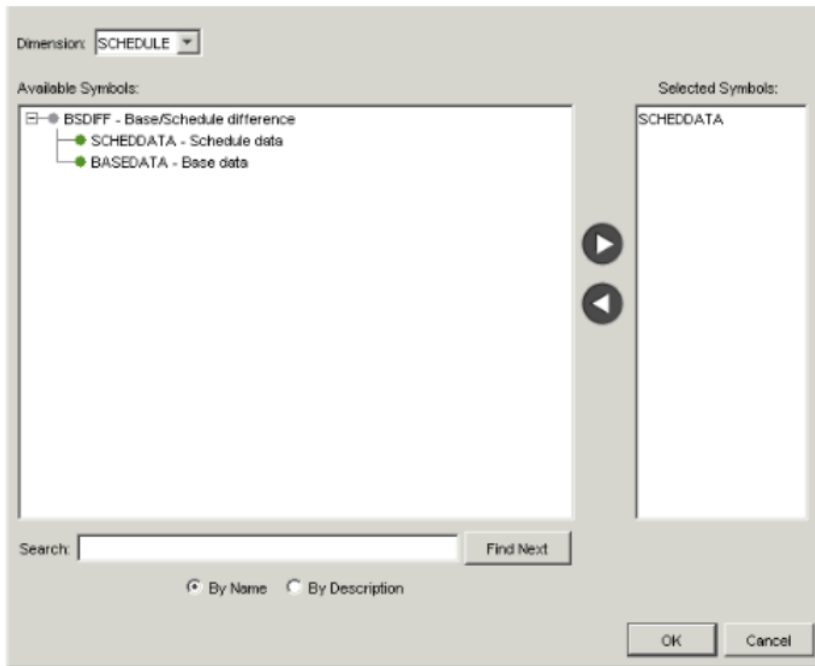 Dimension: SCHEDULE
Available Symbols:
Selected Symbols:
BSDIFF - Base/Schedule difference
SCHEDDATA - Schedule data
BASEDATA - Base data
SCHEDDATA
Search:
Find Next
By Name
By Description
OK
Cancel